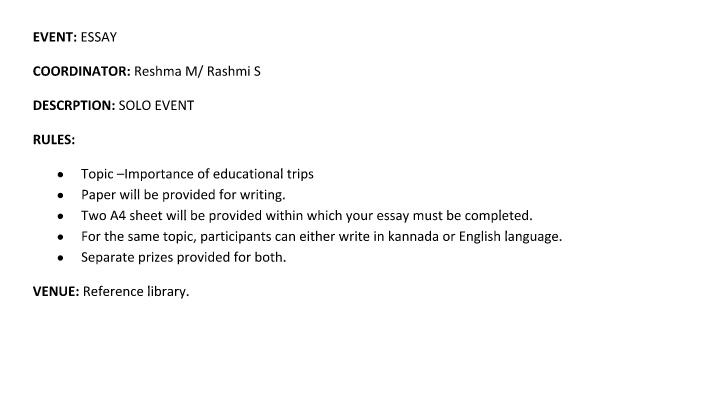 EVENT: ESSAY
COORDINATOR: Reshma M/ Rashmi S
DESCRPTION: SOLO EVENT
RULES:
• Topic –Importance of educational trips
• Paper will be provided for writing.
• Two A4 sheet will be provided within which your essay must be completed.
• For the same topic, participants can either write in kannada or English language.
• Separate prizes provided for both.
VENUE: Reference library.